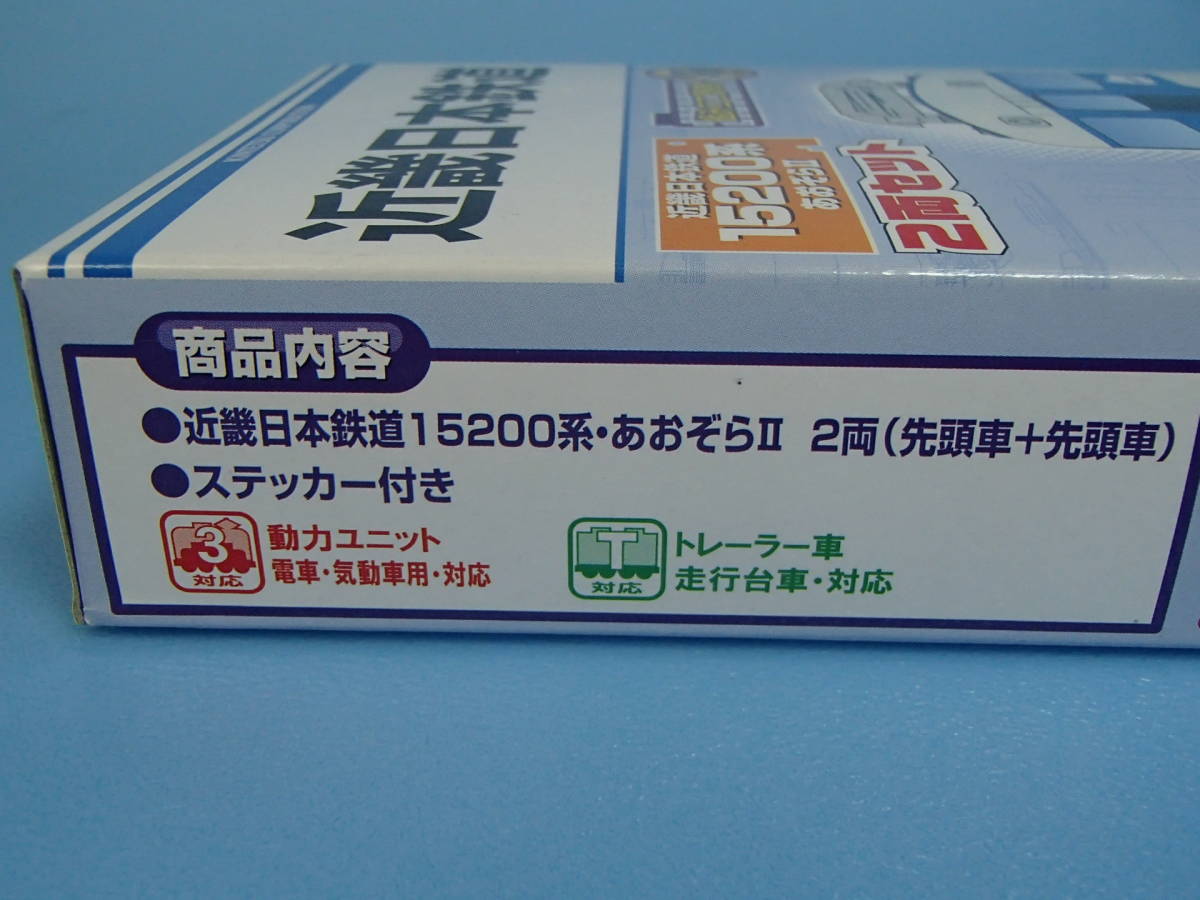 近畿日本鉄道
近畿日本鉄道
15200系
あおぞらⅡ
2両セット
商品内容
●近畿日本鉄道15200系・あおぞらⅡ 2両(先頭車+先頭車)
●ステッカー付き
3
対応
動力ユニット
電車・気動車用・対応
T
対応
トレーラー車
走行台車・対応